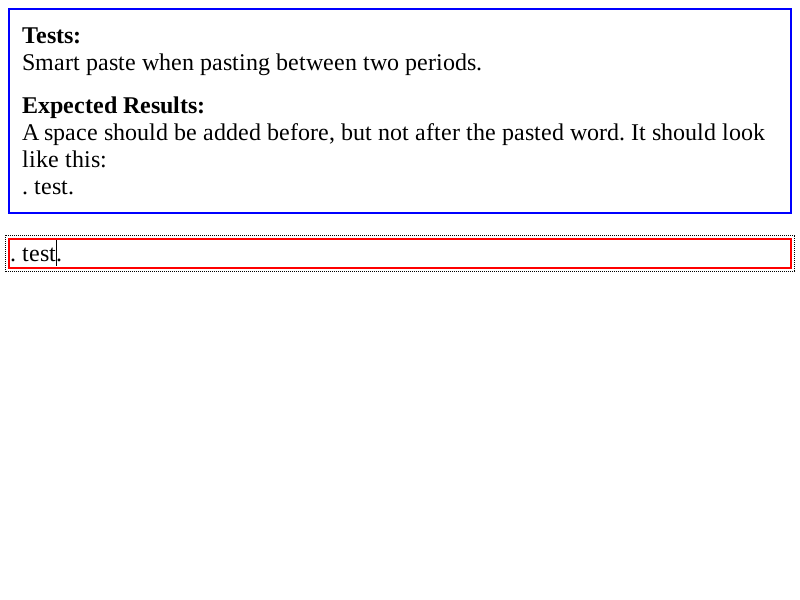 Tests:
Smart paste when pasting between two periods.
Expected Results:
A space should be added before, but not after the pasted word. It should look
like this:
. test.
. test.